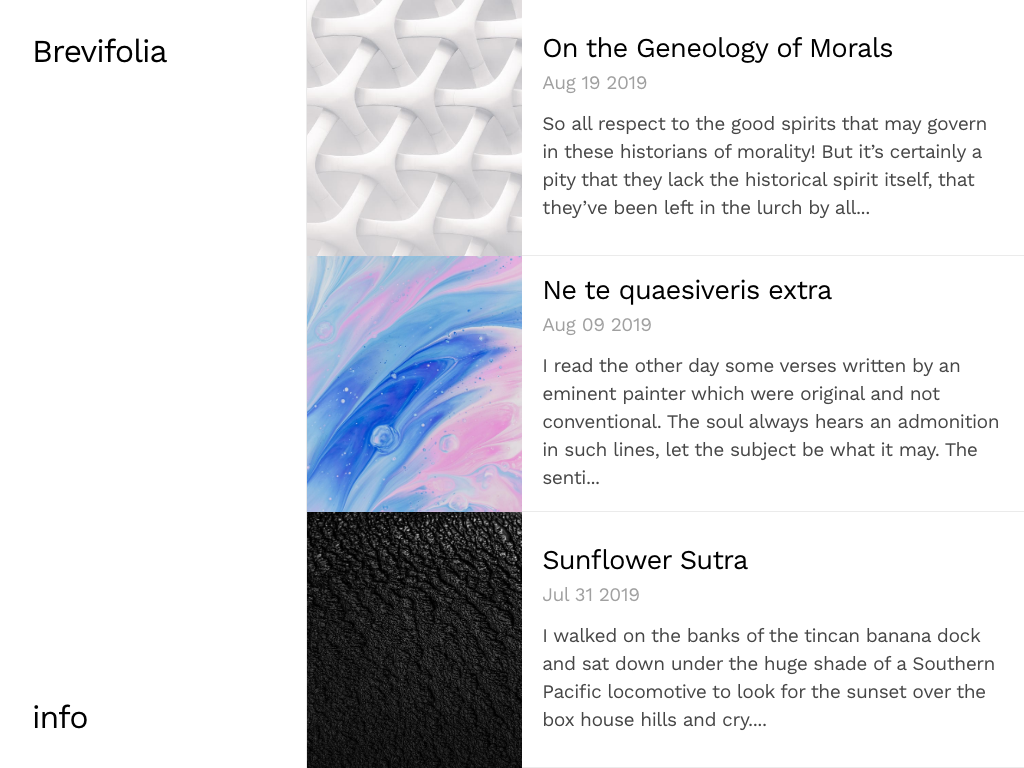 Brevifolia
On the Geneology of Morals
Aug 19 2019
So all respect to the good spirits that may govern
in these historians of morality! But it’s certainly a
pity that they lack the historical spirit itself, that
they’ve been left in the lurch by all...
Ne te quaesiveris extra
Aug 09 2019
I read the other day some verses written by an
eminent painter which were original and not
conventional. The soul always hears an admonition
in such lines, let the subject be what it may. The
senti...
Sunflower Sutra
Jul 31 2019
I walked on the banks of the tincan banana dock
and sat down under the huge shade of a Southern
Pacific locomotive to look for the sunset over the
box house hills and cry....
info